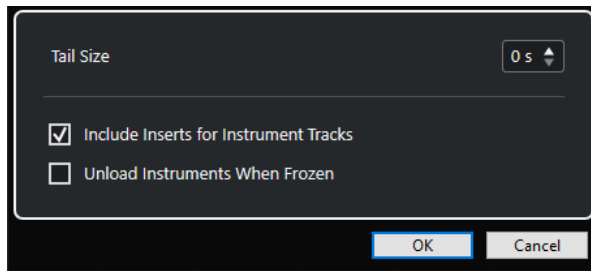 Tail Size
0 s
Include Inserts for Instrument Tracks
Unload Instruments When Frozen
OK
Cancel